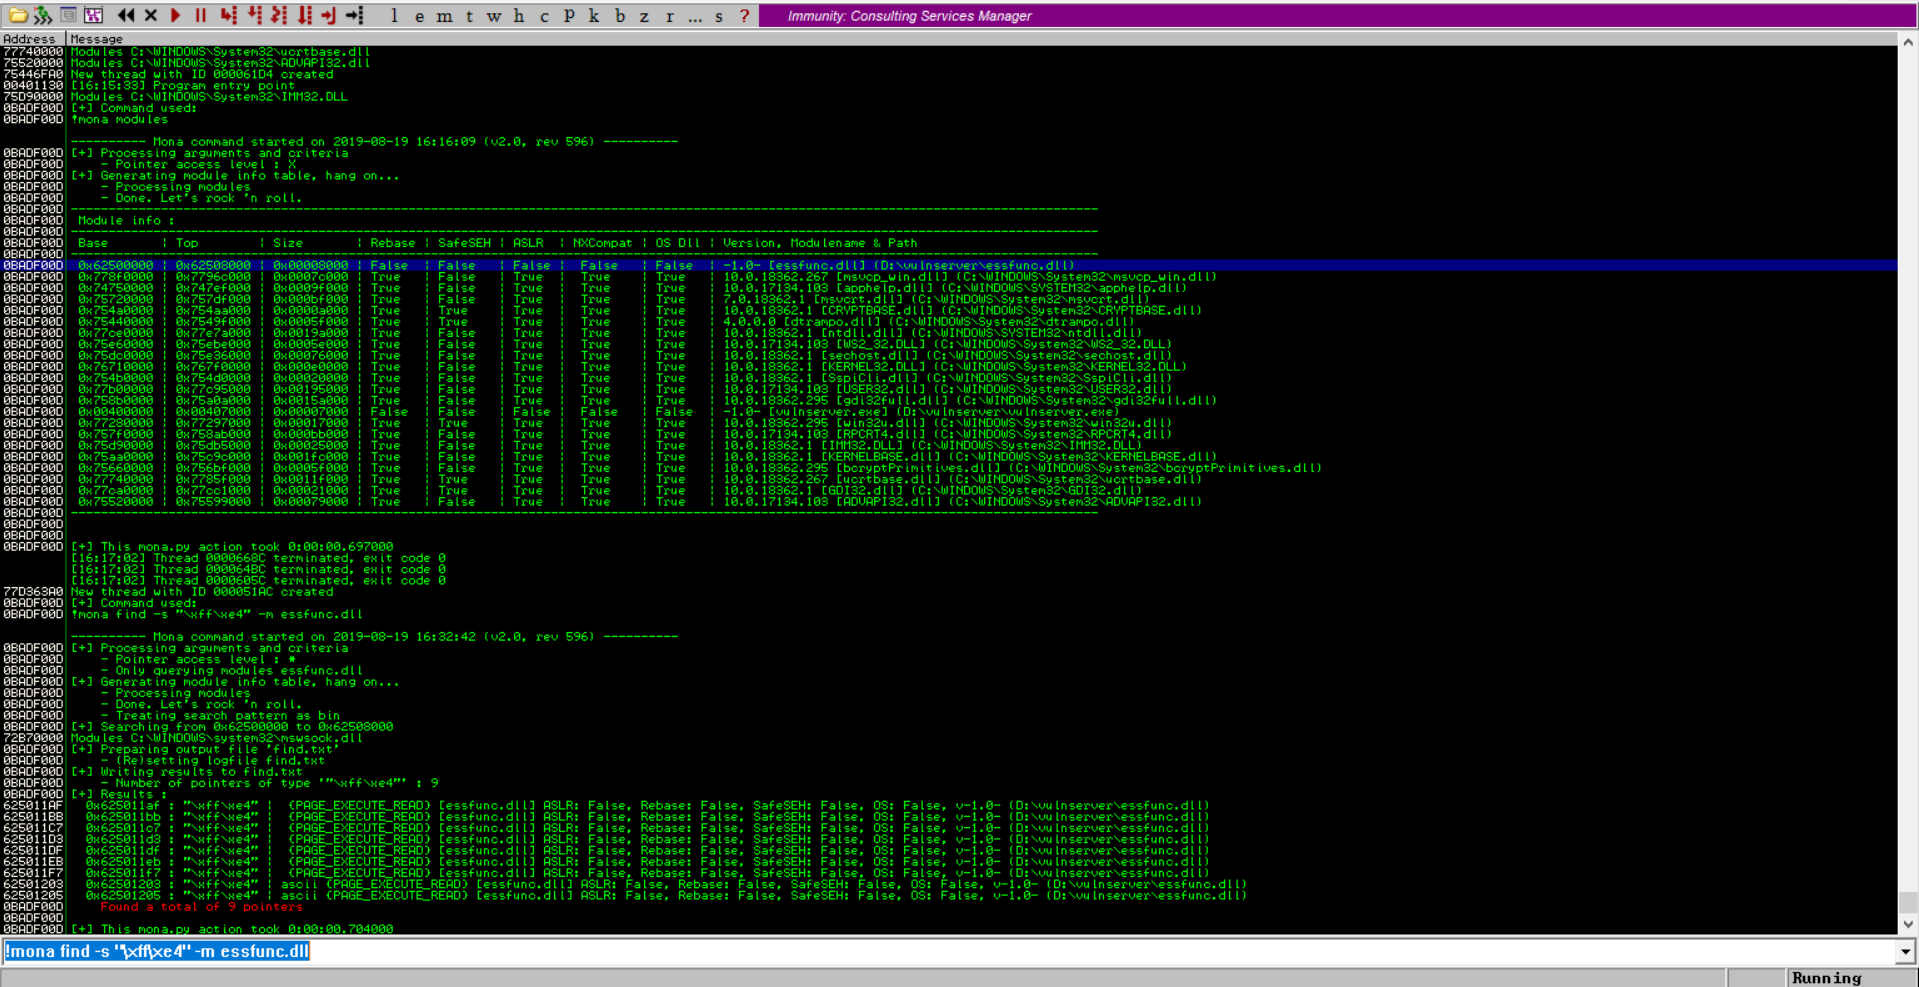 l e m t w h c P k b z r ... s ? Immunity: Consulting Services Manager
Address Message
77740000 Modules C:\WINDOWS\System32\ucrtbase.dll
75520000 Modules C:\WINDOWS\System32\ADVAPI32.dll
75446FA0 New thread with ID 000061D4 created
00401130 [16:15:33] Program entry point
75D90000 Modules C:\WINDOWS\System32\IMM32.DLL
0BADF00D [+] Command used:
0BADF00D !mona modules
---------- Mona command started on 2019-08-19 16:16:09 (v2.0, rev 596) ----------
0BADF00D [+] Processing arguments and criteria
0BADF00D - Pointer access level : X
0BADF00D [+] Generating module info table, hang on...
0BADF00D - Processing modules
0BADF00D - Done. Let's rock 'n roll.
0BADF00D
0BADF00D Module info :
0BADF00D
0BADF00D Base | Top | Size | Rebase | SafeSEH | ASLR | NXCompat | OS Dll | Version, Modulename & Path
0BADF00D
0BADF00D 0x62500000 | 0x62508000 | 0x00008000 | False | False | False | False | False | -1.0- [essfunc.dll] (D:\vulnserver\essfunc.dll)
0BADF00D 0x778f0000 | 0x7796c000 | 0x0007c000 | True | False | True | True | True | 10.0.18362.267 [msvcp_win.dll] (C:\WINDOWS\System32\msvcp_win.dll)
0BADF00D 0x74750000 | 0x747ef000 | 0x0009f000 | True | False | True | True | True | 10.0.17134.103 [apphelp.dll] (C:\WINDOWS\SYSTEM32\apphelp.dll)
0BADF00D 0x75720000 | 0x757df000 | 0x000bf000 | True | False | True | True | True | 7.0.18362.1 [msvcrt.dll] (C:\WINDOWS\System32\msvcrt.dll)
0BADF00D 0x754a0000 | 0x754aa000 | 0x0000a000 | True | True | True | True | True | 10.0.18362.1 [CRYPTBASE.dll] (C:\WINDOWS\System32\CRYPTBASE.dll)
0BADF00D 0x75440000 | 0x7549f000 | 0x0005f000 | True | True | True | True | True | 4.0.0.0 [dtrampo.dll] (C:\WINDOWS\System32\dtrampo.dll)
0BADF00D 0x77ce0000 | 0x77e7a000 | 0x0019a000 | True | False | True | True | True | 10.0.18362.1 [ntdll.dll] (C:\WINDOWS\SYSTEM32\ntdll.dll)
0BADF00D 0x75e60000 | 0x75ebe000 | 0x0005e000 | True | False | True | True | True | 10.0.17134.103 [WS2_32.DLL] (C:\WINDOWS\System32\WS2_32.DLL)
0BADF00D 0x75dc0000 | 0x75e36000 | 0x00076000 | True | False | True | True | True | 10.0.18362.1 [sechost.dll] (C:\WINDOWS\System32\sechost.dll)
0BADF00D 0x76710000 | 0x767f0000 | 0x000e0000 | True | False | True | True | True | 10.0.18362.1 [KERNEL32.DLL] (C:\WINDOWS\System32\KERNEL32.DLL)
0BADF00D 0x754b0000 | 0x754d0000 | 0x00020000 | True | False | True | True | True | 10.0.18362.1 [SspiCli.dll] (C:\WINDOWS\System32\SspiCli.dll)
0BADF00D 0x77b00000 | 0x77c95000 | 0x00195000 | True | False | True | True | True | 10.0.17134.103 [USER32.dll] (C:\WINDOWS\System32\USER32.dll)
0BADF00D 0x758b0000 | 0x75a0a000 | 0x0015a000 | True | False | True | True | True | 10.0.18362.295 [gdi32full.dll] (C:\WINDOWS\System32\gdi32full.dll)
0BADF00D 0x00400000 | 0x00407000 | 0x00007000 | False | False | False | False | False | -1.0- [vulnserver.exe] (D:\vulnserver\vulnserver.exe)
0BADF00D 0x77280000 | 0x77297000 | 0x00017000 | True | True | True | True | True | 10.0.18362.295 [win32u.dll] (C:\WINDOWS\System32\win32u.dll)
0BADF00D 0x757f0000 | 0x758ab000 | 0x000bb000 | True | False | True | True | True | 10.0.17134.103 [RPCRT4.dll] (C:\WINDOWS\System32\RPCRT4.dll)
0BADF00D 0x75d90000 | 0x75db5000 | 0x00025000 | True | False | True | True | True | 10.0.18362.1 [IMM32.DLL] (C:\WINDOWS\System32\IMM32.DLL)
0BADF00D 0x75aa0000 | 0x75c9c000 | 0x001fc000 | True | False | True | True | True | 10.0.18362.1 [KERNELBASE.dll] (C:\WINDOWS\System32\KERNELBASE.dll)
0BADF00D 0x75660000 | 0x756bf000 | 0x0005f000 | True | False | True | True | True | 10.0.18362.295 [bcryptPrimitives.dll] (C:\WINDOWS\System32\bcryptPrimitives.dll)
0BADF00D 0x77740000 | 0x7785f000 | 0x0011f000 | True | True | True | True | True | 10.0.18362.267 [ucrtbase.dll] (C:\WINDOWS\System32\ucrtbase.dll)
0BADF00D 0x77ca0000 | 0x77cc1000 | 0x00021000 | True | True | True | True | True | 10.0.18362.1 [GDI32.dll] (C:\WINDOWS\System32\GDI32.dll)
0BADF00D 0x75520000 | 0x75599000 | 0x00079000 | True | False | True | True | True | 10.0.17134.103 [ADVAPI32.dll] (C:\WINDOWS\System32\ADVAPI32.dll)
0BADF00D
0BADF00D
0BADF00D
0BADF00D [+] This mona.py action took 0:00:00.697000
[16:17:02] Thread 0000668C terminated, exit code 0
[16:17:02] Thread 000064BC terminated, exit code 0
[16:17:02] Thread 0000605C terminated, exit code 0
77D363A0 New thread with ID 000051AC created
0BADF00D [+] Command used:
0BADF00D !mona find -s "\xff\xe4" -m essfunc.dll
---------- Mona command started on 2019-08-19 16:32:42 (v2.0, rev 596) ----------
0BADF00D [+] Processing arguments and criteria
0BADF00D - Pointer access level : *
0BADF00D - Only querying modules essfunc.dll
0BADF00D [+] Generating module info table, hang on...
0BADF00D - Processing modules
0BADF00D - Done. Let's rock 'n roll.
0BADF00D - Treating search pattern as bin
0BADF00D [+] Searching from 0x62500000 to 0x62508000
72B70000 Modules C:\WINDOWS\system32\mswsock.dll
0BADF00D [+] Preparing output file 'find.txt'
0BADF00D - (Re)setting logfile find.txt
0BADF00D [+] Writing results to find.txt
0BADF00D - Number of pointers of type '"\xff\xe4"' : 9
0BADF00D [+] Results :
625011AF 0x625011af : "\xff\xe4" | {PAGE_EXECUTE_READ} [essfunc.dll] ASLR: False, Rebase: False, SafeSEH: False, OS: False, v-1.0- (D:\vulnserver\essfunc.dll)
625011BB 0x625011bb : "\xff\xe4" | {PAGE_EXECUTE_READ} [essfunc.dll] ASLR: False, Rebase: False, SafeSEH: False, OS: False, v-1.0- (D:\vulnserver\essfunc.dll)
625011C7 0x625011c7 : "\xff\xe4" | {PAGE_EXECUTE_READ} [essfunc.dll] ASLR: False, Rebase: False, SafeSEH: False, OS: False, v-1.0- (D:\vulnserver\essfunc.dll)
625011D3 0x625011d3 : "\xff\xe4" | {PAGE_EXECUTE_READ} [essfunc.dll] ASLR: False, Rebase: False, SafeSEH: False, OS: False, v-1.0- (D:\vulnserver\essfunc.dll)
625011DF 0x625011df : "\xff\xe4" | {PAGE_EXECUTE_READ} [essfunc.dll] ASLR: False, Rebase: False, SafeSEH: False, OS: False, v-1.0- (D:\vulnserver\essfunc.dll)
625011EB 0x625011eb : "\xff\xe4" | {PAGE_EXECUTE_READ} [essfunc.dll] ASLR: False, Rebase: False, SafeSEH: False, OS: False, v-1.0- (D:\vulnserver\essfunc.dll)
625011F7 0x625011f7 : "\xff\xe4" | {PAGE_EXECUTE_READ} [essfunc.dll] ASLR: False, Rebase: False, SafeSEH: False, OS: False, v-1.0- (D:\vulnserver\essfunc.dll)
62501203 0x62501203 : "\xff\xe4" | ascii {PAGE_EXECUTE_READ} [essfunc.dll] ASLR: False, Rebase: False, SafeSEH: False, OS: False, v-1.0- (D:\vulnserver\essfunc.dll)
62501205 0x62501205 : "\xff\xe4" | ascii {PAGE_EXECUTE_READ} [essfunc.dll] ASLR: False, Rebase: False, SafeSEH: False, OS: False, v-1.0- (D:\vulnserver\essfunc.dll)
0BADF00D Found a total of 9 pointers
0BADF00D
0BADF00D [+] This mona.py action took 0:00:00.704000
!mona find -s "\xff\xe4" -m essfunc.dll
Running